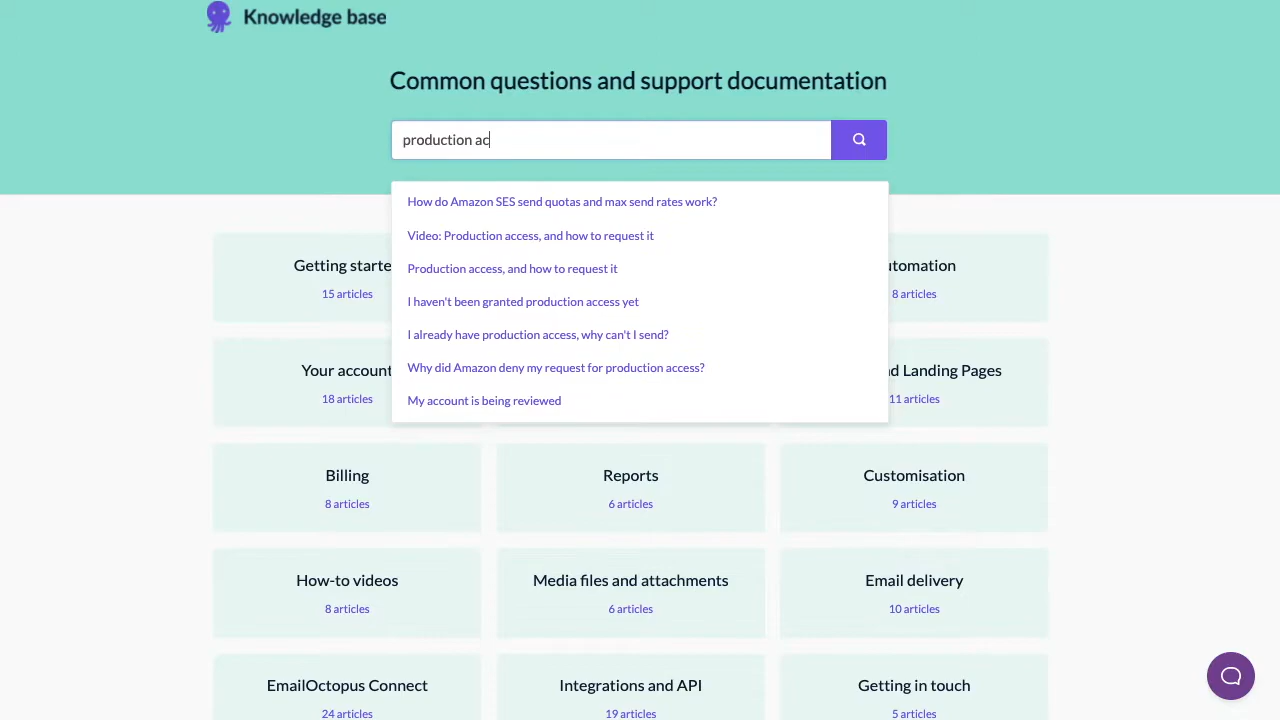 Knowledge base
Common questions and support documentation
production ac
How do Amazon SES send quotas and max send rates work?
Video: Production access, and how to request it
Production access, and how to request it
I haven't been granted production access yet
I already have production access, why can't I send?
Why did Amazon deny my request for production access?
My account is being reviewed
Getting starte
15 articles
utomation
8 articles
Your account
18 articles
d Landing Pages
11 articles
Billing
8 articles
Reports
6 articles
Customisation
9 articles
How-to videos
8 articles
Media files and attachments
6 articles
Email delivery
10 articles
EmailOctopus Connect
24 articles
Integrations and API
19 articles
Getting in touch
5 articles